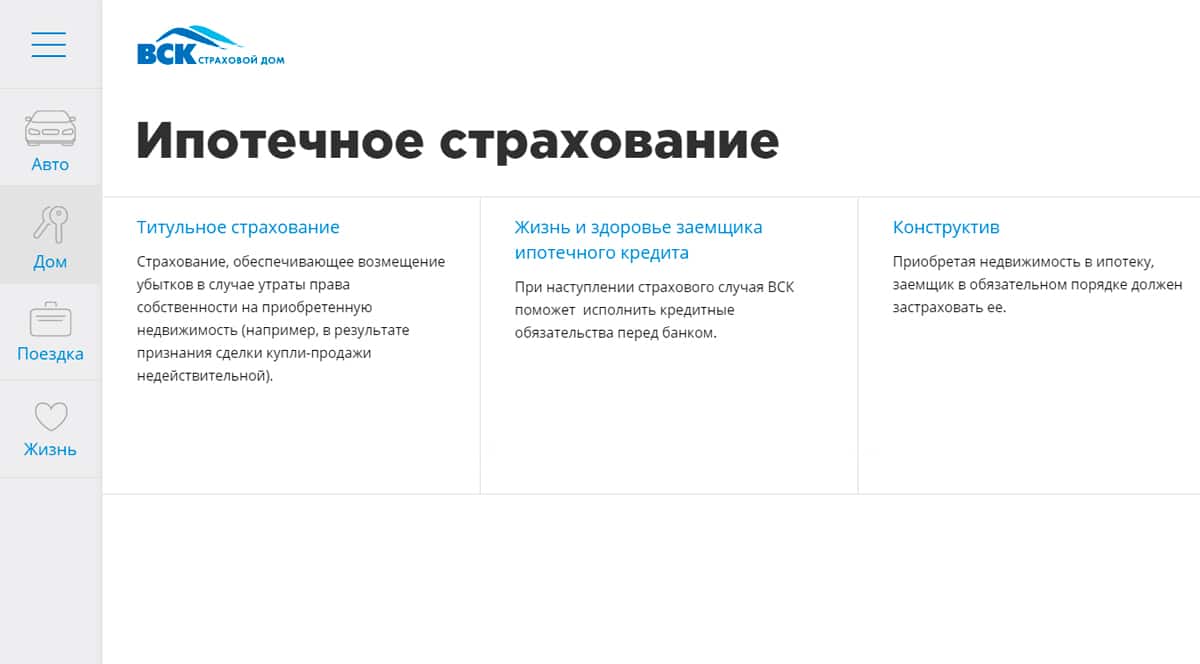 ВСК СТРАХОВОЙ ДОМ
Ипотечное страхование
Авто
Дом
Поездка
Жизнь
Титульное страхование
Страхование, обеспечивающее возмещение
убытков в случае утраты права
собственности на приобретенную
недвижимость (например, в результате
признания сделки купли-продажи
недействительной).
Жизнь и здоровье заемщика
ипотечного кредита
При наступлении страхового случая ВСК
поможет исполнить кредитные
обязательства перед банком.
Конструктив
Приобретая недвижимость в ипотеку,
заемщик в обязательном порядке должен
застраховать ее.